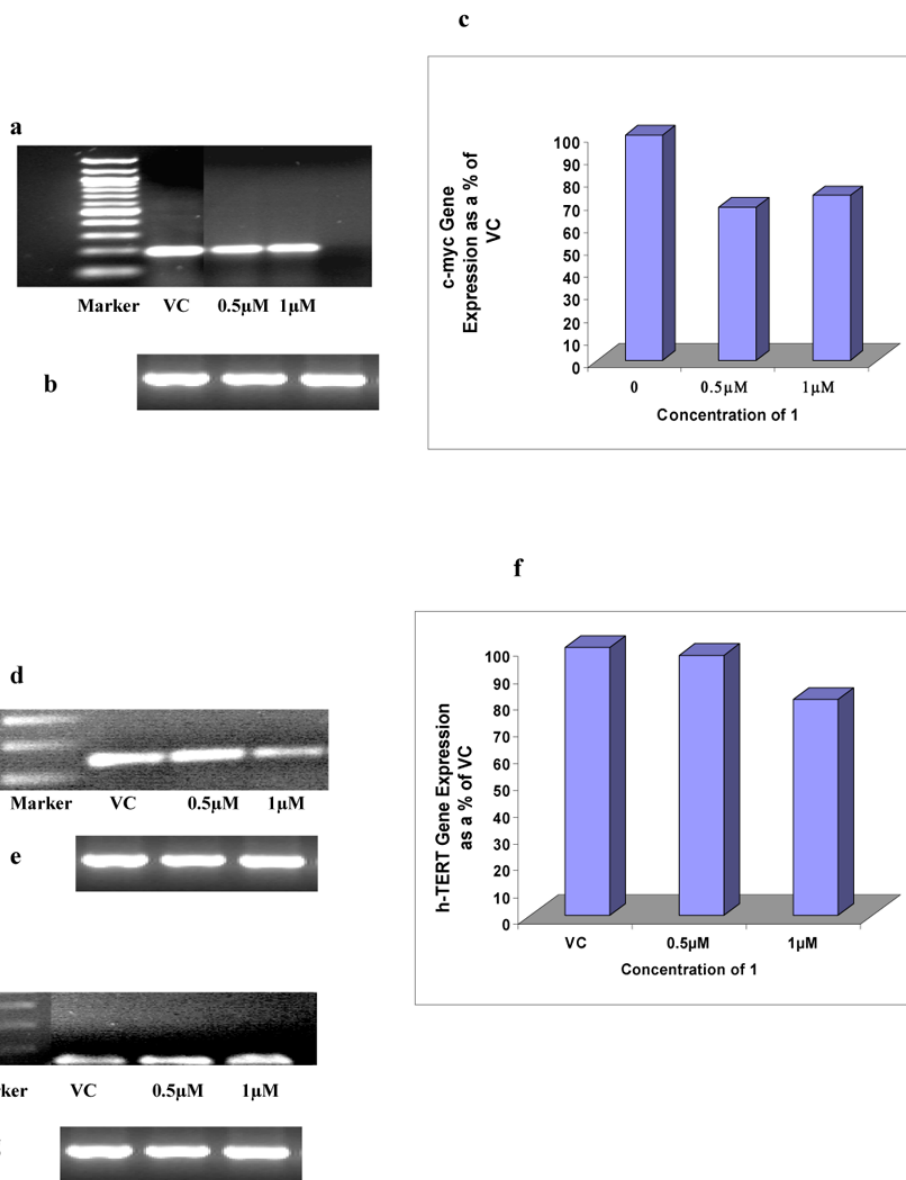 c
a
Marker VC 0.5μM 1μM
b
c-myc Gene
Expression as a % of
VC
100
90
80
70
60
50
40
30
20
10
0
0 0.5μM 1μM
Concentration of 1
f
d
Marker VC 0.5μM 1μM
e
h-TERT Gene Expression
as a % of VC
100
90
80
70
60
50
40
30
20
10
0
VC 0.5μM 1μM
Concentration of 1
rker VC 0.5μM 1μM